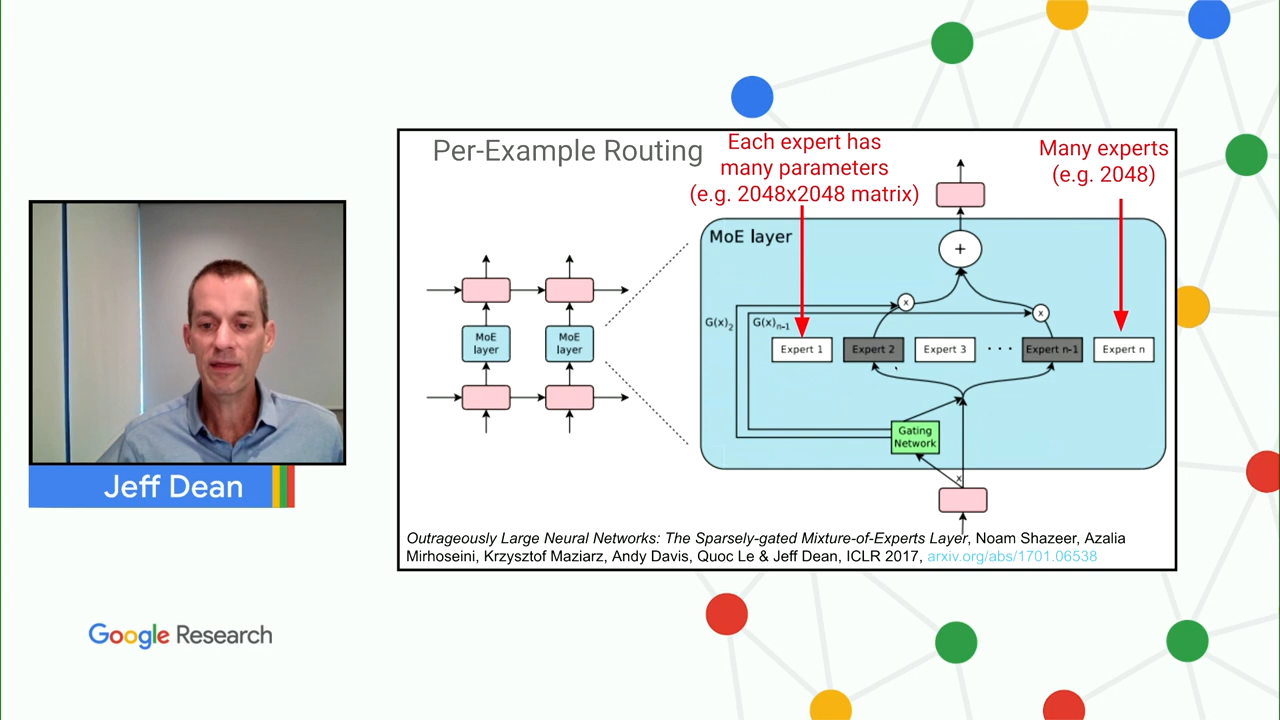 Per-Example Routing
Each expert has
many parameters
(e.g. 2048x2048 matrix)
Many experts
(e.g. 2048)
MoE layer
+
x
x
G(x)2
G(x)n-1
MoE
layer
MoE
layer
Expert 1
Expert 2
Expert 3
...
Expert n-1
Expert n
Gating
Network
x
Outrageously Large Neural Networks: The Sparsely-gated Mixture-of-Experts Layer, Noam Shazeer, Azalia
Mirhoseini, Krzysztof Maziarz, Andy Davis, Quoc Le & Jeff Dean, ICLR 2017, arxiv.org/abs/1701.06538
Jeff Dean
Google Research